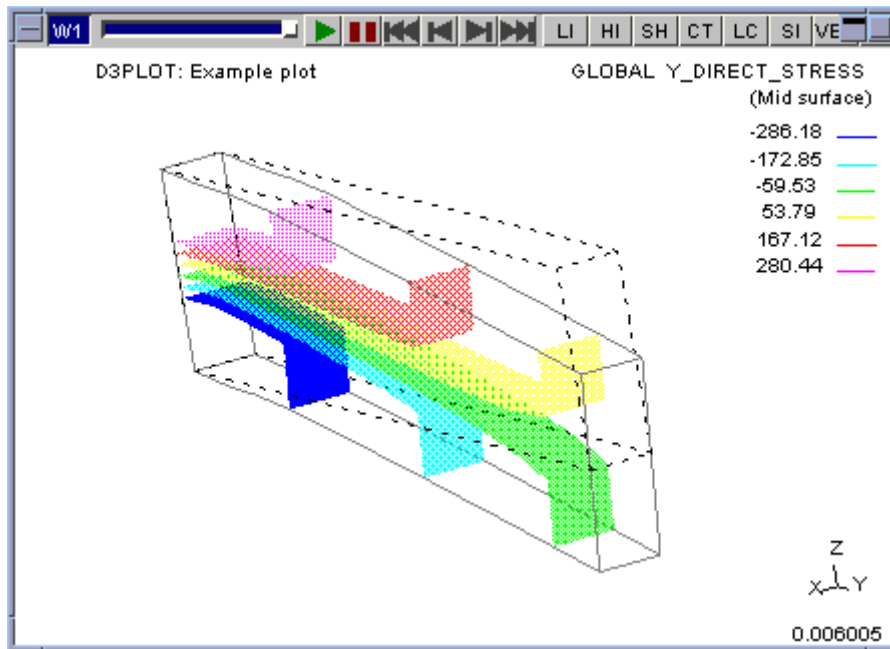 W1 LI HI SH CT LC SI VE
D3PLOT: Example plot
GLOBAL Y_DIRECT_STRESS
(Mid surface)
-286.18
-172.85
-59.53
53.79
167.12
280.44
Z
X Y
0.006005